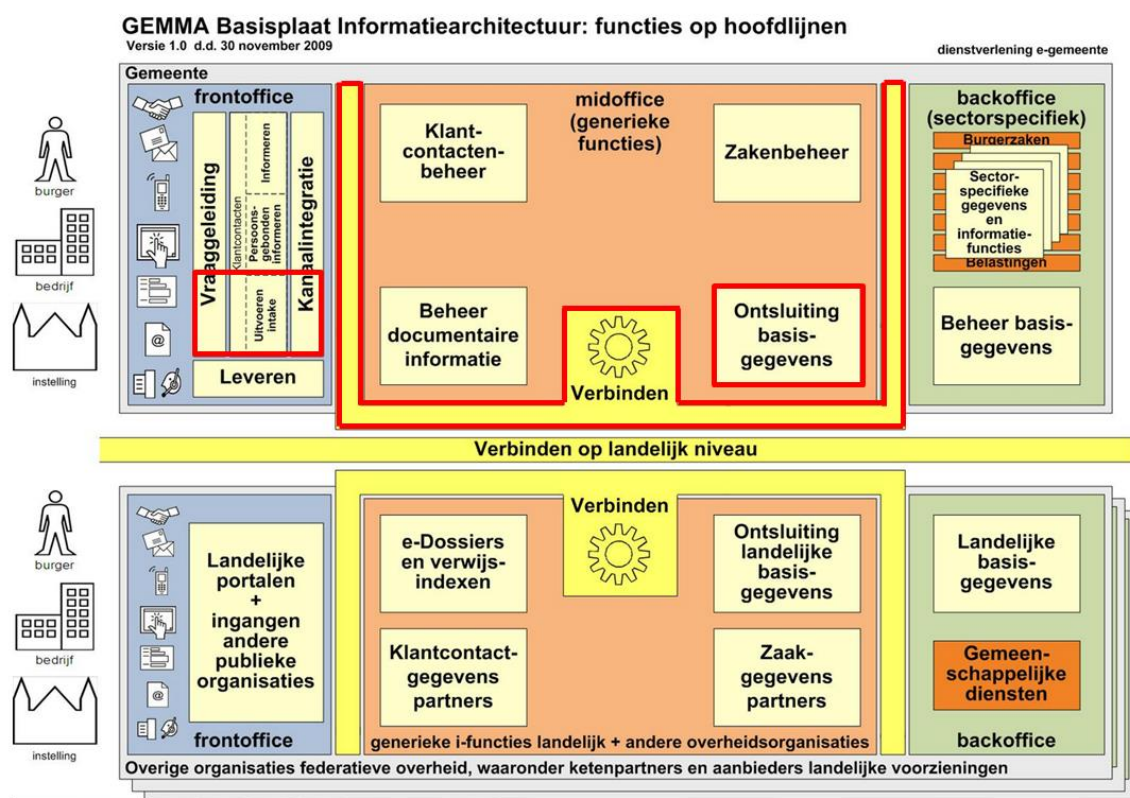 GEMMA Basisplaat Informatiearchitectuur: functies op hoofdlijnen
Versie 1.0 d.d. 30 november 2009
dienstverlening e-gemeente
Gemeente
frontoffice
Vraaggeleiding
Klantcontacten
Informeren
Persoons-
gebonden
informeren
Uitvoeren
intake
Kanaalintegratie
Leveren
midoffice
(generieke
functies)
Klant-
contacten-
beheer
Zakenbeheer
Beheer
documentaire
informatie
Verbinden
Ontsluiting
basis-
gegevens
backoffice
(sectorspecifiek)
Burgerzaken
Sector-
specifieke
gegevens
en
informatie-
functies
Belastingen
Beheer basis-
gegevens
burger
bedrijf
instelling
@
Verbinden op landelijk niveau
burger
bedrijf
instelling
@
Landelijke
portalen
+
ingangen
andere
publieke
organisaties
frontoffice
e-Dossiers
en verwijs-
indexen
Verbinden
Ontsluiting
landelijke
basis-
gegevens
Klantcontact-
gegevens
partners
Zaak-
gegevens
partners
generieke i-functies landelijk + andere overheidsorganisaties
Landelijke
basis-
gegevens
Gemeen-
schappelijke
diensten
backoffice
Overige organisaties federatieve overheid, waaronder ketenpartners en aanbieders landelijke voorzieningen